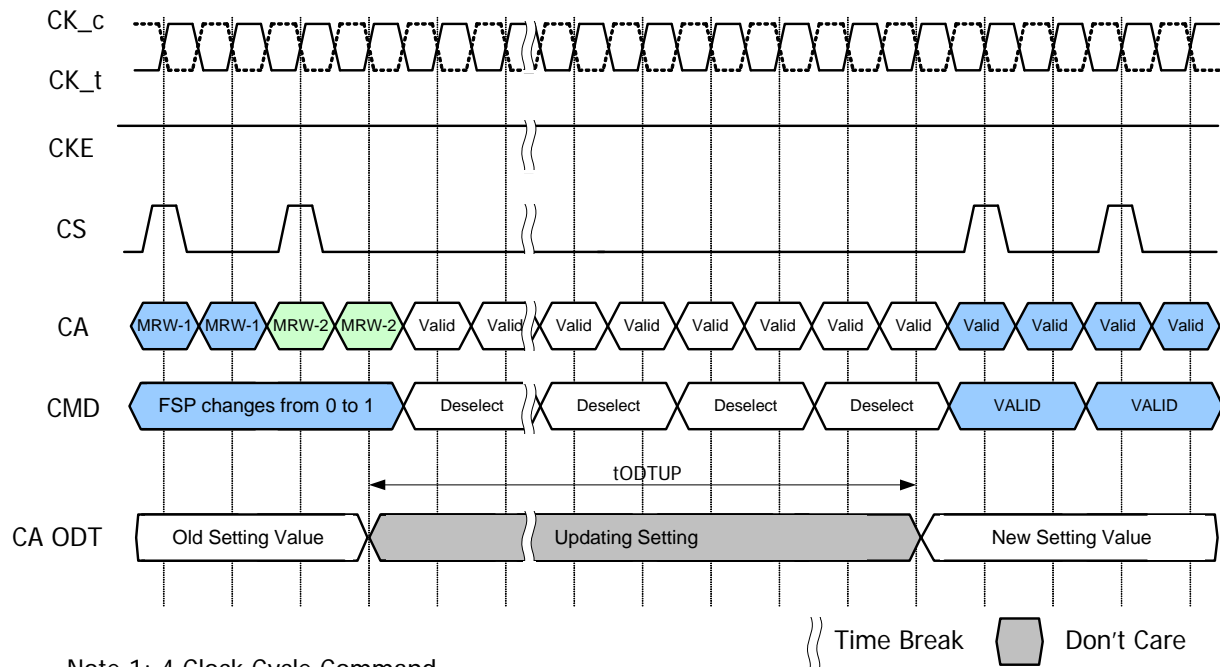 CK_c
CK_t
CKE
CS
CA MRW-1 MRW-1 MRW-2 MRW-2 Valid Valid Valid Valid Valid Valid Valid Valid Valid Valid Valid Valid
CMD FSP changes from 0 to 1 Deselect Deselect Deselect Deselect VALID VALID
tODTUP
CA ODT Old Setting Value Updating Setting New Setting Value
Time Break Don't Care
Note 1: 4 Clock Cycle Command